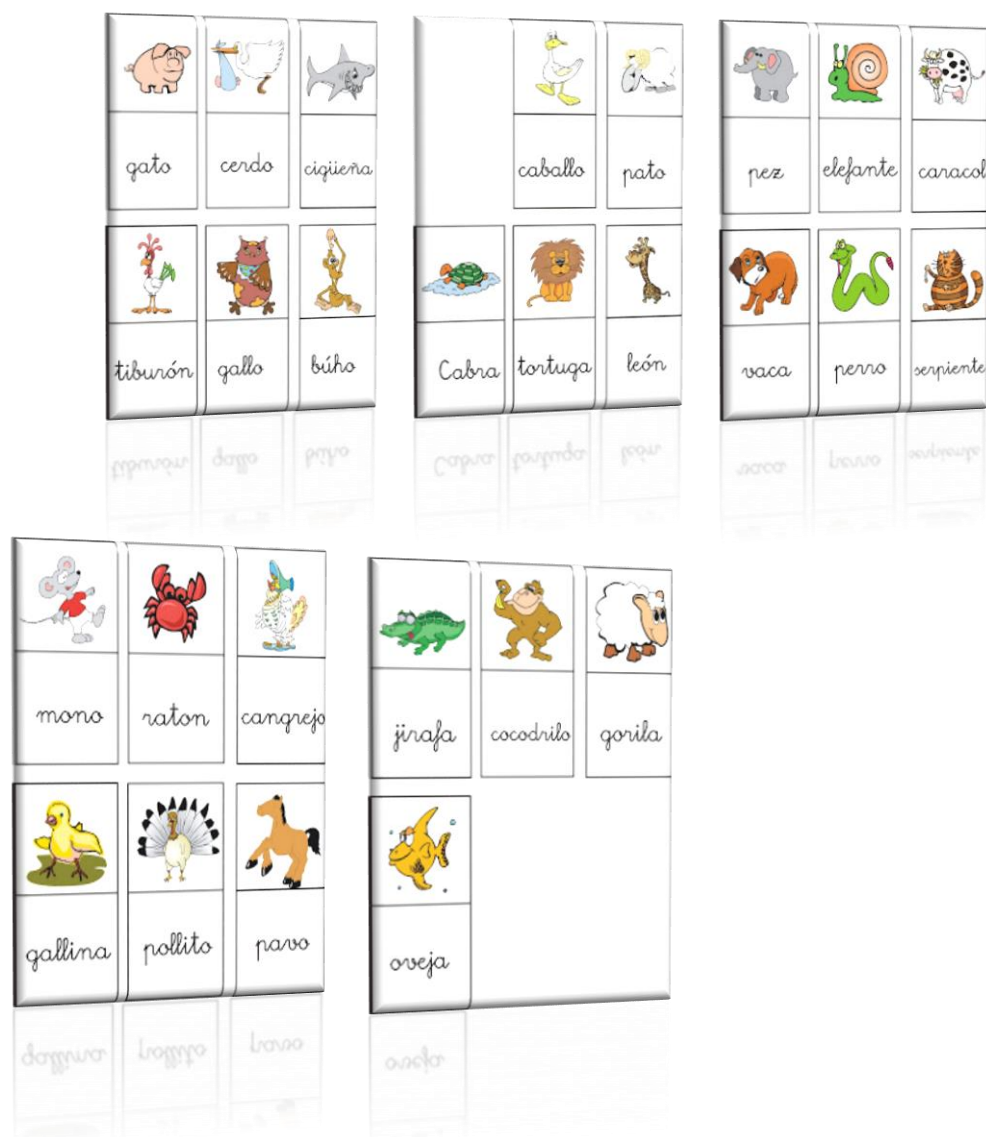 gato cerdo cigüeña
tiburón gallo búho
caballo pato
Cabra tortuga león
pez elefante caracol
vaca perro serpiente
mono raton cangrejo
gallina pollito pavo
jirafa cocodrilo gorila
oveja